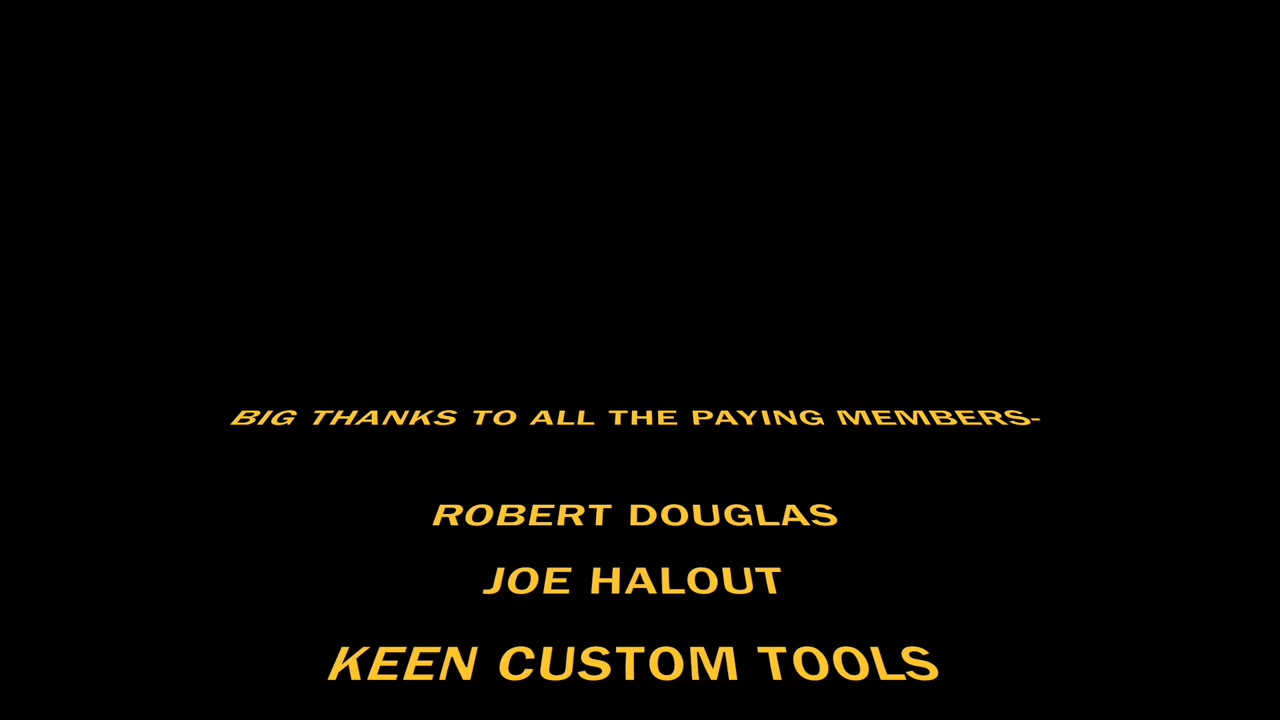 BIG THANKS TO ALL THE PAYING MEMBERS-
ROBERT DOUGLAS
JOE HALOUT
KEEN CUSTOM TOOLS